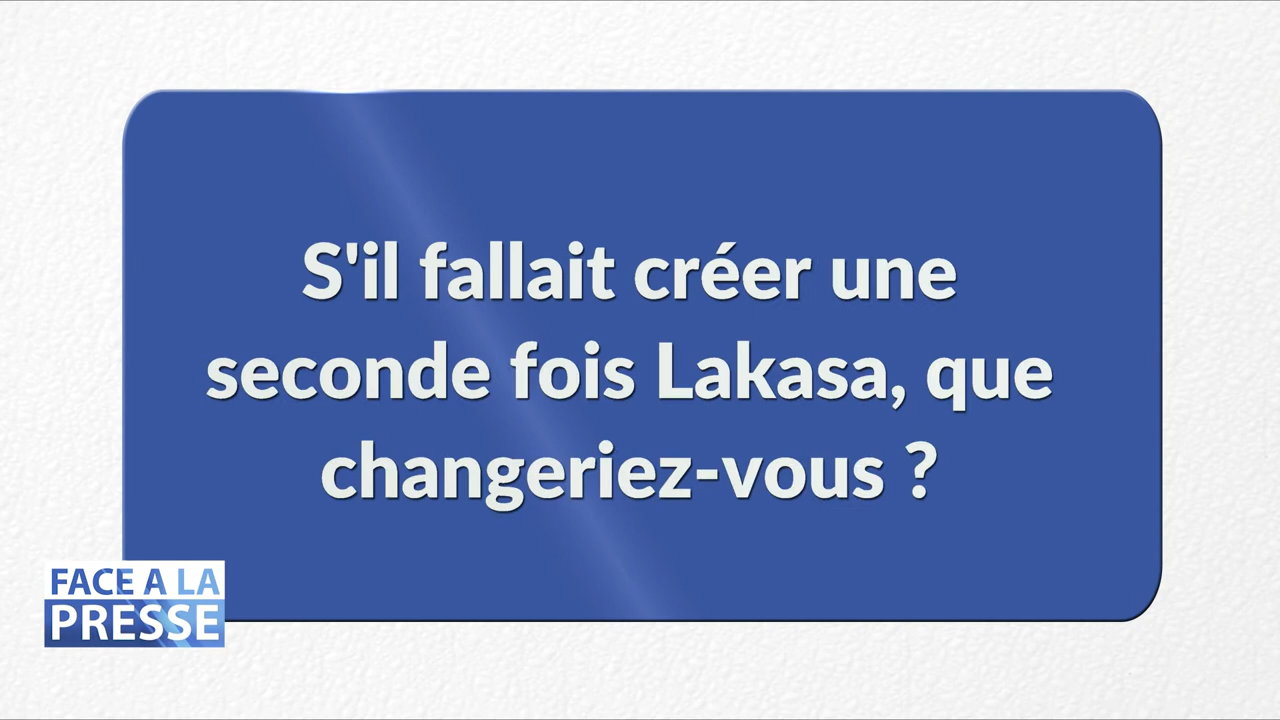 S'il fallait créer une
seconde fois Lakasa, que
changeriez-vous ?
FACE A LA
PRESSE